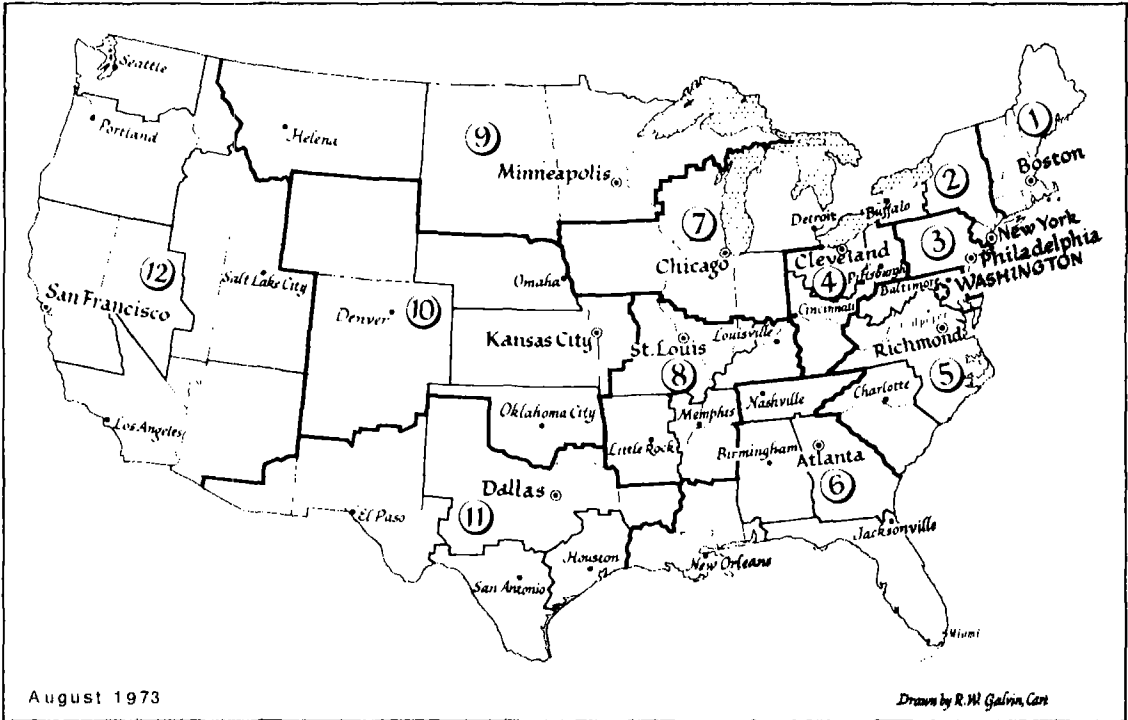 Seattle
Portland
Helena
9
Minneapolis
1
Boston
2
Detroit
Buffalo
New York
7
3
Philadelphia
Cleveland
Chicago
Pittsburgh
WASHINGTON
4
Baltimore
Cincinnati
12
Salt Lake City
Omaha
San Francisco
Denver
10
Kansas City
St. Louis
Louisville
Richmond
8
5
Los Angeles
Oklahoma City
Memphis
Nashville
Charlotte
Little Rock
Birmingham
Atlanta
6
Dallas
El Paso
11
Jacksonville
Houston
New Orleans
San Antonio
Miami
August 1973
Drawn by R.W. Galvin, Cart